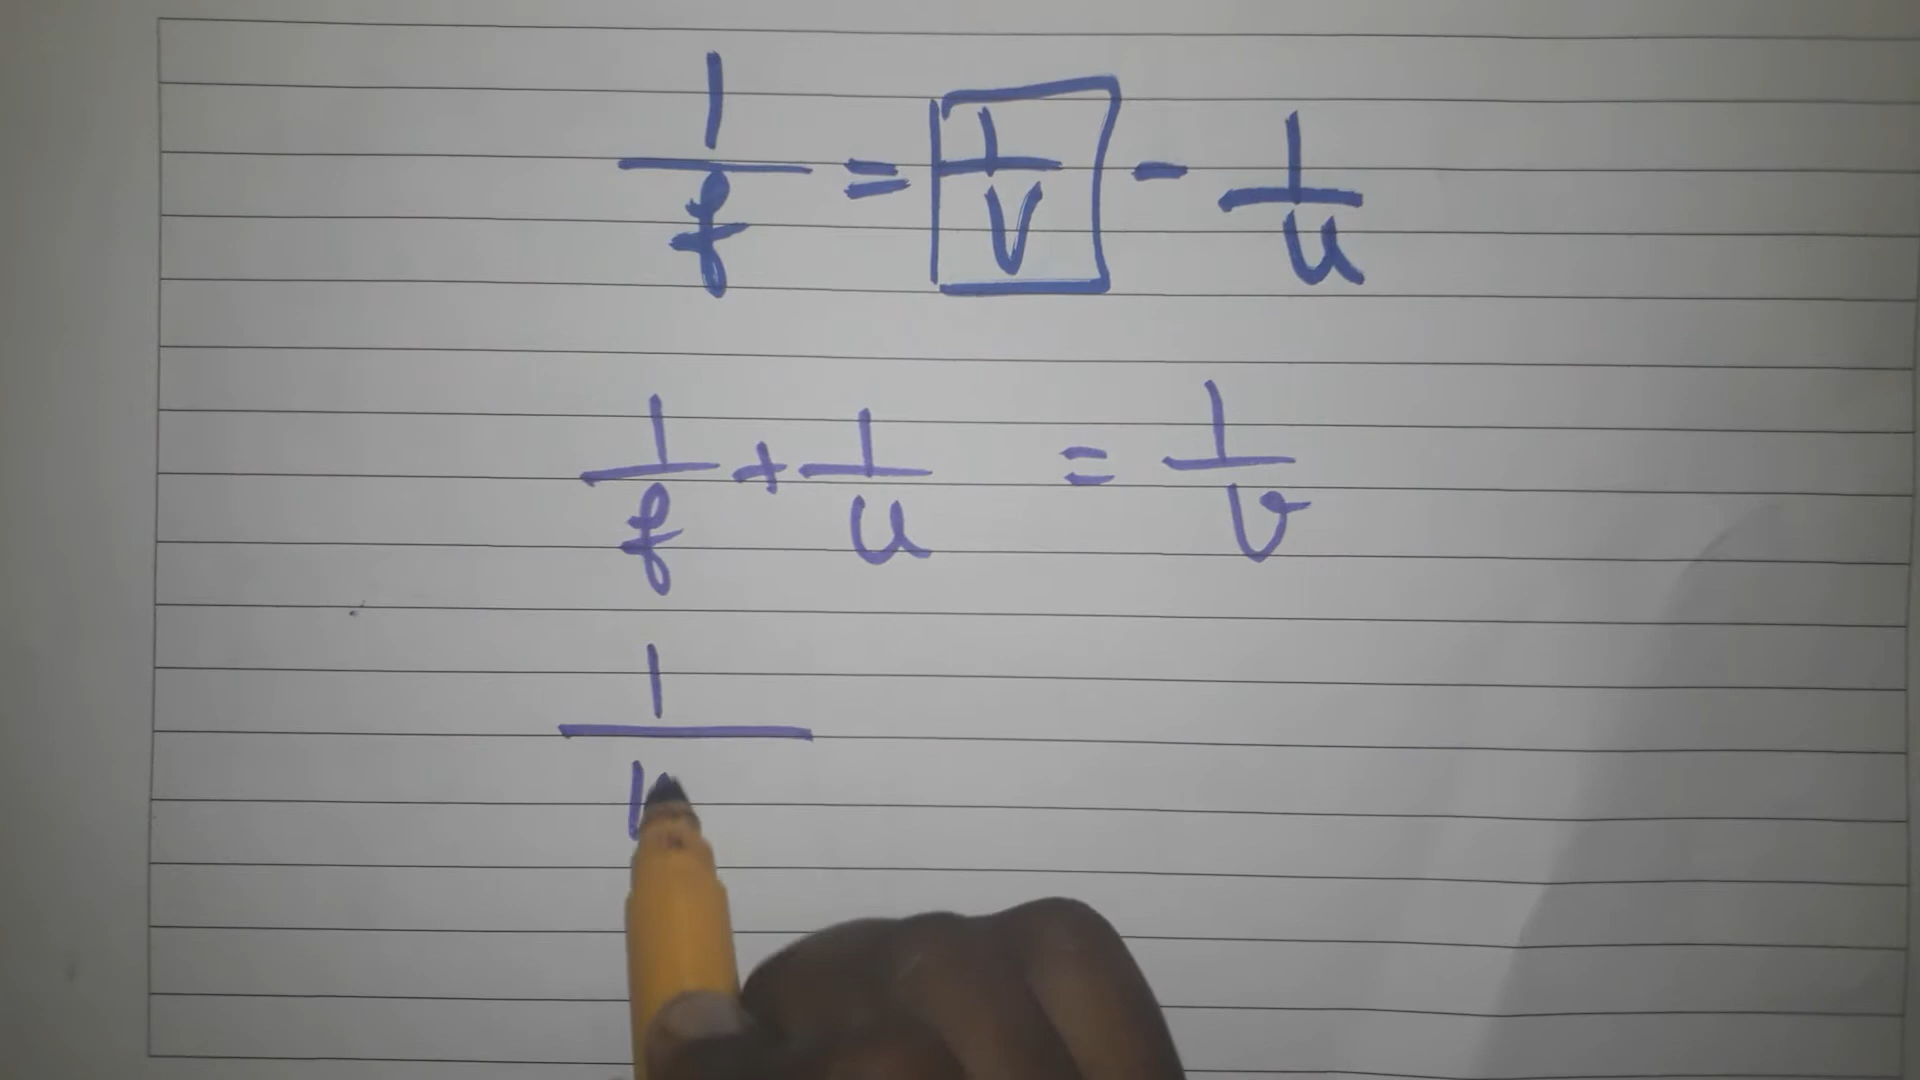 1/f = 1/V - 1/u
1/f + 1/u = 1/v
1/